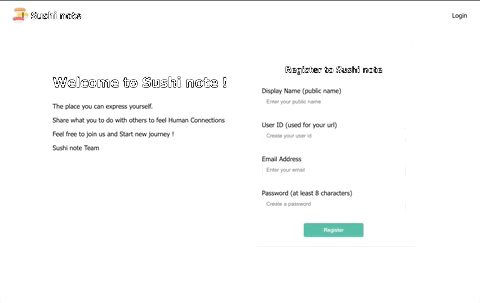 Sushi note
Login
Welcome to Sushi note !
The place you can express yourself.
Share what you to do with others to feel Human Connections
Feel free to join us and Start new journey !
Sushi note Team
Register to Sushi note
Display Name (public name)
Enter your public name
User ID (used for your url)
Create your user id
Email Address
Enter your email
Password (at least 8 characters)
Create a password
Register